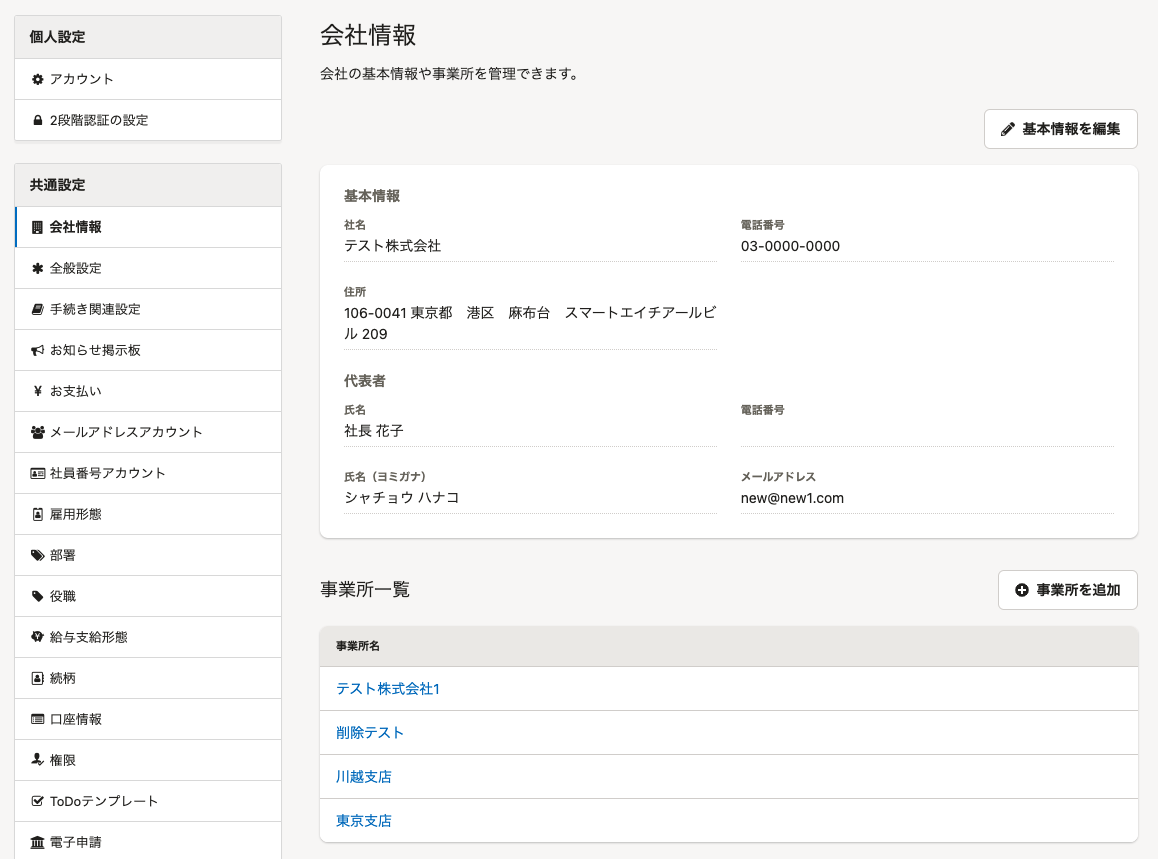 個人設定
アカウント
2段階認証の設定
共通設定
会社情報
全般設定
手続き関連設定
お知らせ掲示板
お支払い
メールアドレスアカウント
社員番号アカウント
雇用形態
部署
役職
給与支給形態
続柄
口座情報
権限
ToDoテンプレート
電子申請
会社情報
会社の基本情報や事業所を管理できます。
基本情報を編集
基本情報
社名
テスト株式会社
電話番号
03-0000-0000
住所
106-0041 東京都　港区　麻布台　スマートエイチアールビ
ル 209
代表者
氏名
社長 花子
電話番号
氏名（ヨミガナ）
シャチョウ ハナコ
メールアドレス
new@new1.com
事業所一覧
事業所を追加
事業所名
テスト株式会社1
削除テスト
川越支店
東京支店